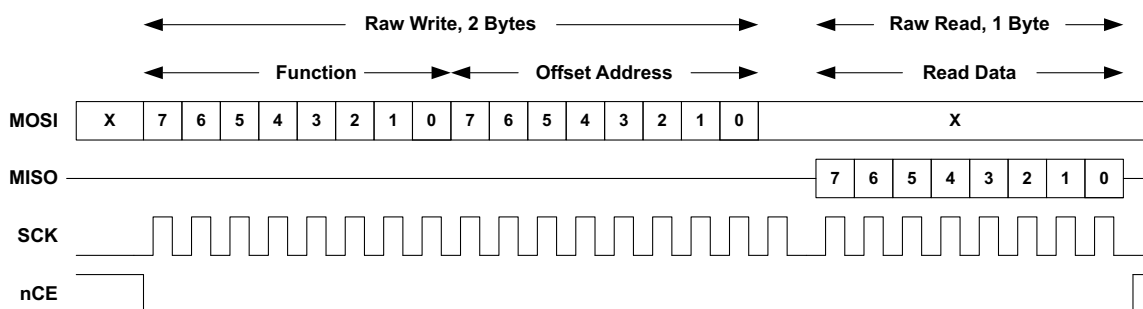 Raw Write, 2 Bytes Raw Read, 1 Byte
Function Offset Address Read Data
MOSI X 7 6 5 4 3 2 1 0 7 6 5 4 3 2 1 0 X
MISO 7 6 5 4 3 2 1 0
SCK
nCE